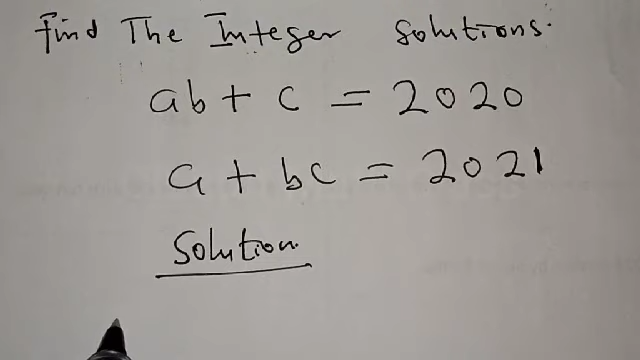 Find The Integer Solutions.
ab + c = 2020
a + bc = 2021
Solution.